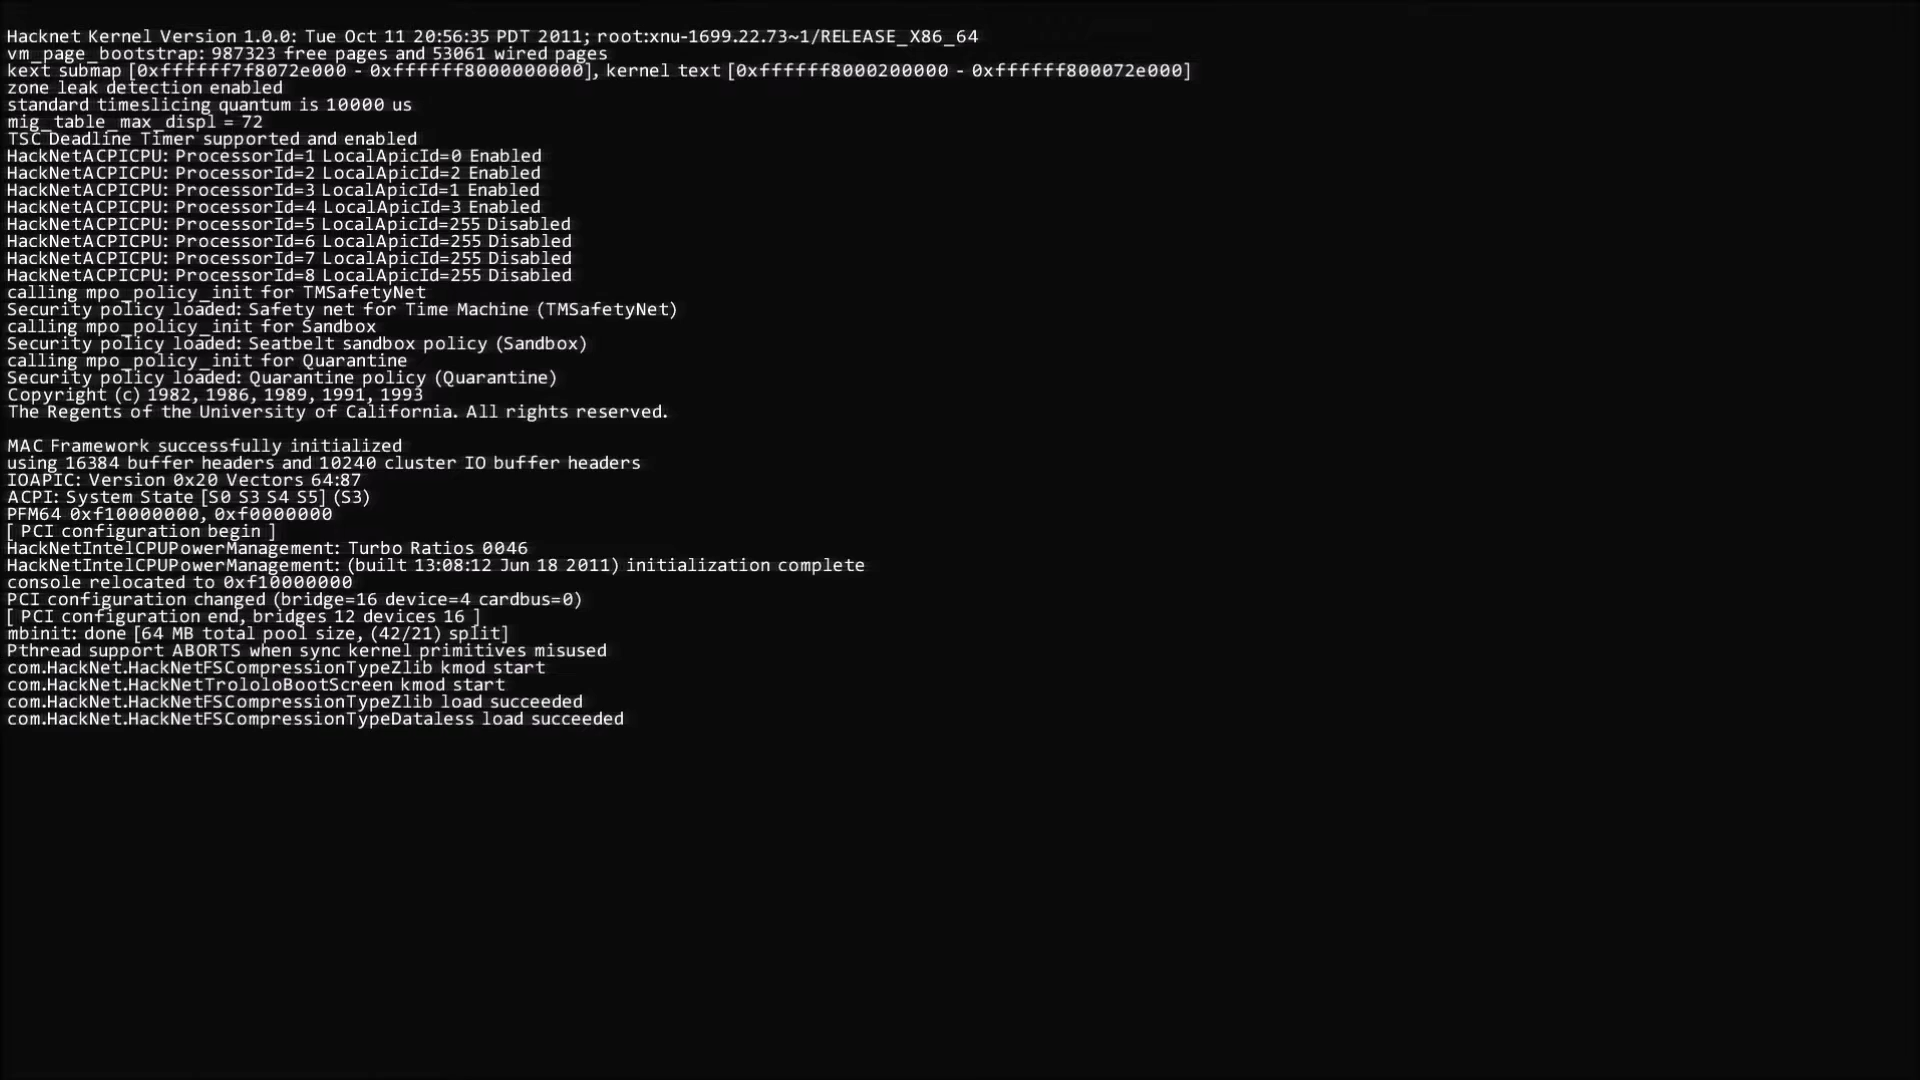 Hacknet Kernel Version 1.0.0: Tue Oct 11 20:56:35 PDT 2011; root:xnu-1699.22.73~1/RELEASE_X86_64
vm_page_bootstrap: 987323 free pages and 53061 wired pages
kext submap [0xffffff7f8072e000 - 0xffffff8000000000], kernel text [0xffffff8000200000 - 0xffffff800072e000]
zone leak detection enabled
standard timeslicing quantum is 10000 us
mig_table_max_displ = 72
TSC Deadline Timer supported and enabled
HackNetACPICPU: ProcessorId=1 LocalApicId=0 Enabled
HackNetACPICPU: ProcessorId=2 LocalApicId=2 Enabled
HackNetACPICPU: ProcessorId=3 LocalApicId=1 Enabled
HackNetACPICPU: ProcessorId=4 LocalApicId=3 Enabled
HackNetACPICPU: ProcessorId=5 LocalApicId=255 Disabled
HackNetACPICPU: ProcessorId=6 LocalApicId=255 Disabled
HackNetACPICPU: ProcessorId=7 LocalApicId=255 Disabled
HackNetACPICPU: ProcessorId=8 LocalApicId=255 Disabled
calling mpo_policy_init for TMSafetyNet
Security policy loaded: Safety net for Time Machine (TMSafetyNet)
calling mpo_policy_init for Sandbox
Security policy loaded: Seatbelt sandbox policy (Sandbox)
calling mpo_policy_init for Quarantine
Security policy loaded: Quarantine policy (Quarantine)
Copyright (c) 1982, 1986, 1989, 1991, 1993
The Regents of the University of California. All rights reserved.

MAC Framework successfully initialized
using 16384 buffer headers and 10240 cluster IO buffer headers
IOAPIC: Version 0x20 Vectors 64:87
ACPI: System State [S0 S3 S4 S5] (S3)
PFM64 0xf10000000, 0xf0000000
[ PCI configuration begin ]
HackNetIntelCPUPowerManagement: Turbo Ratios 0046
HackNetIntelCPUPowerManagement: (built 13:08:12 Jun 18 2011) initialization complete
console relocated to 0xf10000000
PCI configuration changed (bridge=16 device=4 cardbus=0)
[ PCI configuration end, bridges 12 devices 16 ]
mbinit: done [64 MB total pool size, (42/21) split]
Pthread support ABORTS when sync kernel primitives misused
com.HackNet.HackNetFSCompressionTypeZlib kmod start
com.HackNet.HackNetTrololoBootScreen kmod start
com.HackNet.HackNetFSCompressionTypeZlib load succeeded
com.HackNet.HackNetFSCompressionTypeDataless load succeeded